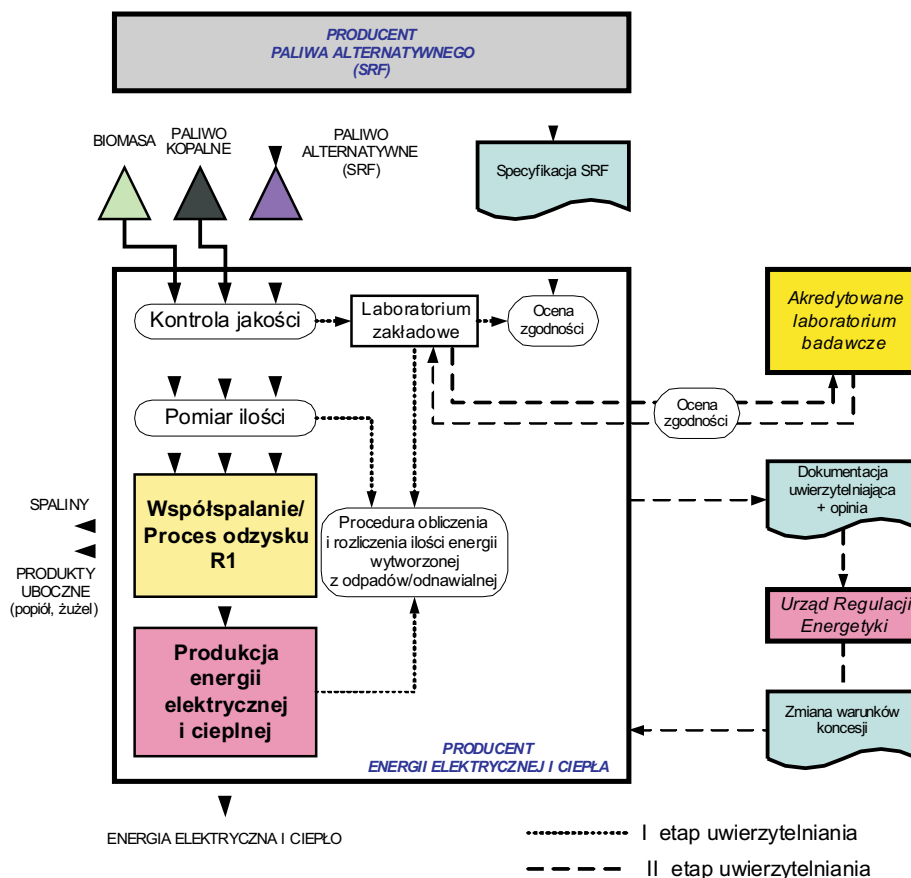 PRODUCENT
PALIWA ALTERNATYWNEGO
(SRF)
BIOMASA
PALIWO
KOPALNE
PALIWO
ALTERNATYWNE
(SRF)
Specyfikacja SRF
Kontrola jakości
Laboratorium
zakładowe
Ocena
zgodności
Akredytowane
laboratorium
badawcze
Pomiar ilości
Ocena
zgodności
Współspalanie/
Proces odzysku
R1
SPALINY
PRODUKTY
UBOCZNE
(popiół, żużel)
Procedura obliczenia
i rozliczenia ilości energii
wytworzonej
z odpadów/odnawialnej
Dokumentacja
uwierzytelniająca
+ opinia
Urząd Regulacji
Energetyki
Produkcja
energii
elektrycznej
i cieplnej
Zmiana warunków
koncesji
PRODUCENT
ENERGII ELEKTRYCZNEJ I CIEPŁA
ENERGIA ELEKTRYCZNA I CIEPŁO
I etap uwierzytelniania
II etap uwierzytelniania